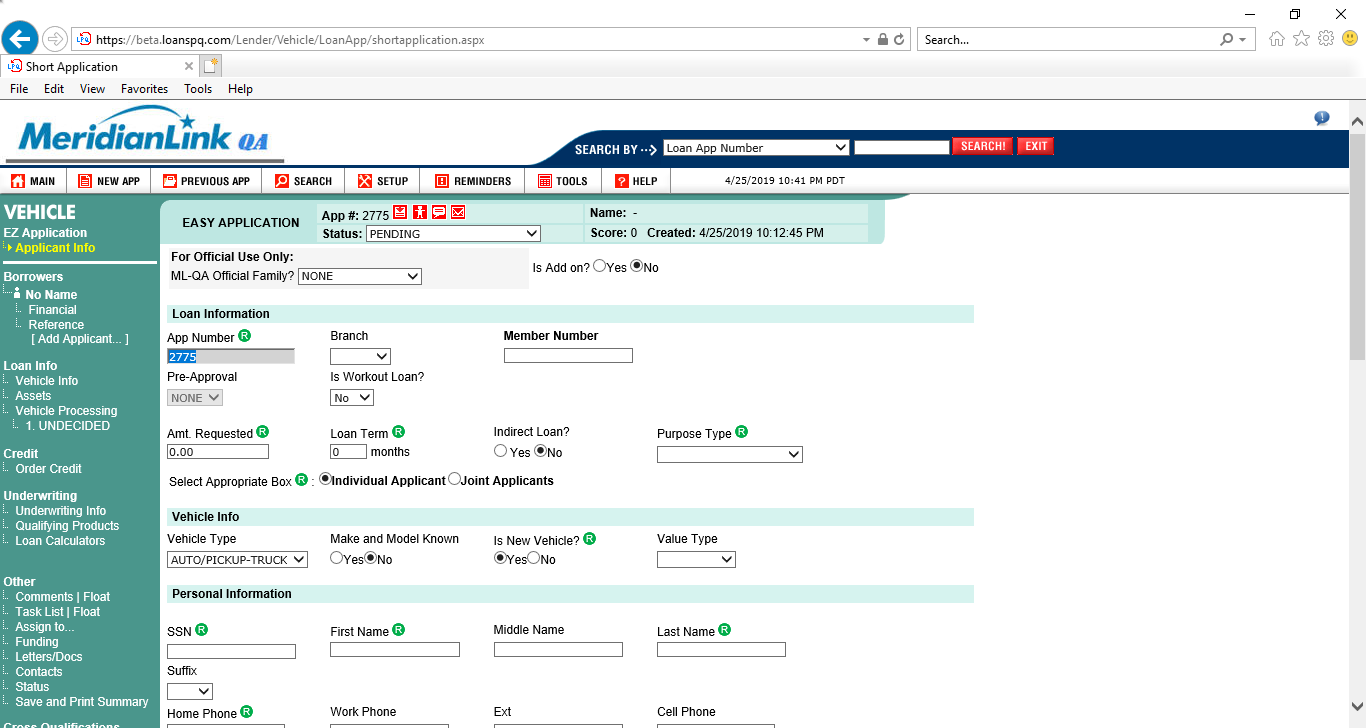 https://beta.loanspq.com/Lender/Vehicle/LoanApp/shortapplication.aspx
Search...
Short Application
File Edit View Favorites Tools Help
MeridianLink QA
SEARCH BY Loan App Number SEARCH! EXIT
MAIN NEW APP PREVIOUS APP SEARCH SETUP REMINDERS TOOLS HELP 4/25/2019 10:41 PM PDT
VEHICLE
EZ Application
Applicant Info
Borrowers
No Name
Financial
Reference
[ Add Applicant... ]
Loan Info
Vehicle Info
Assets
Vehicle Processing
1. UNDECIDED
Credit
Order Credit
Underwriting
Underwriting Info
Qualifying Products
Loan Calculators
Other
Comments | Float
Task List | Float
Assign to...
Funding
Letters/Docs
Contacts
Status
Save and Print Summary
Cross Qualifications
EASY APPLICATION
App #: 2775
Name: -
Status: PENDING
Score: 0 Created: 4/25/2019 10:12:45 PM
For Official Use Only:
ML-QA Official Family? NONE
Is Add on? Yes No
Loan Information
App Number R Branch Member Number
2775
Pre-Approval Is Workout Loan?
NONE No
Amt. Requested R Loan Term R Indirect Loan? Purpose Type R
0.00 0 months Yes No
Select Appropriate Box R : Individual Applicant Joint Applicants
Vehicle Info
Vehicle Type Make and Model Known Is New Vehicle? R Value Type
AUTO/PICKUP-TRUCK Yes No Yes No
Personal Information
SSN R First Name R Middle Name Last Name R
Suffix
Home Phone R Work Phone Ext Cell Phone